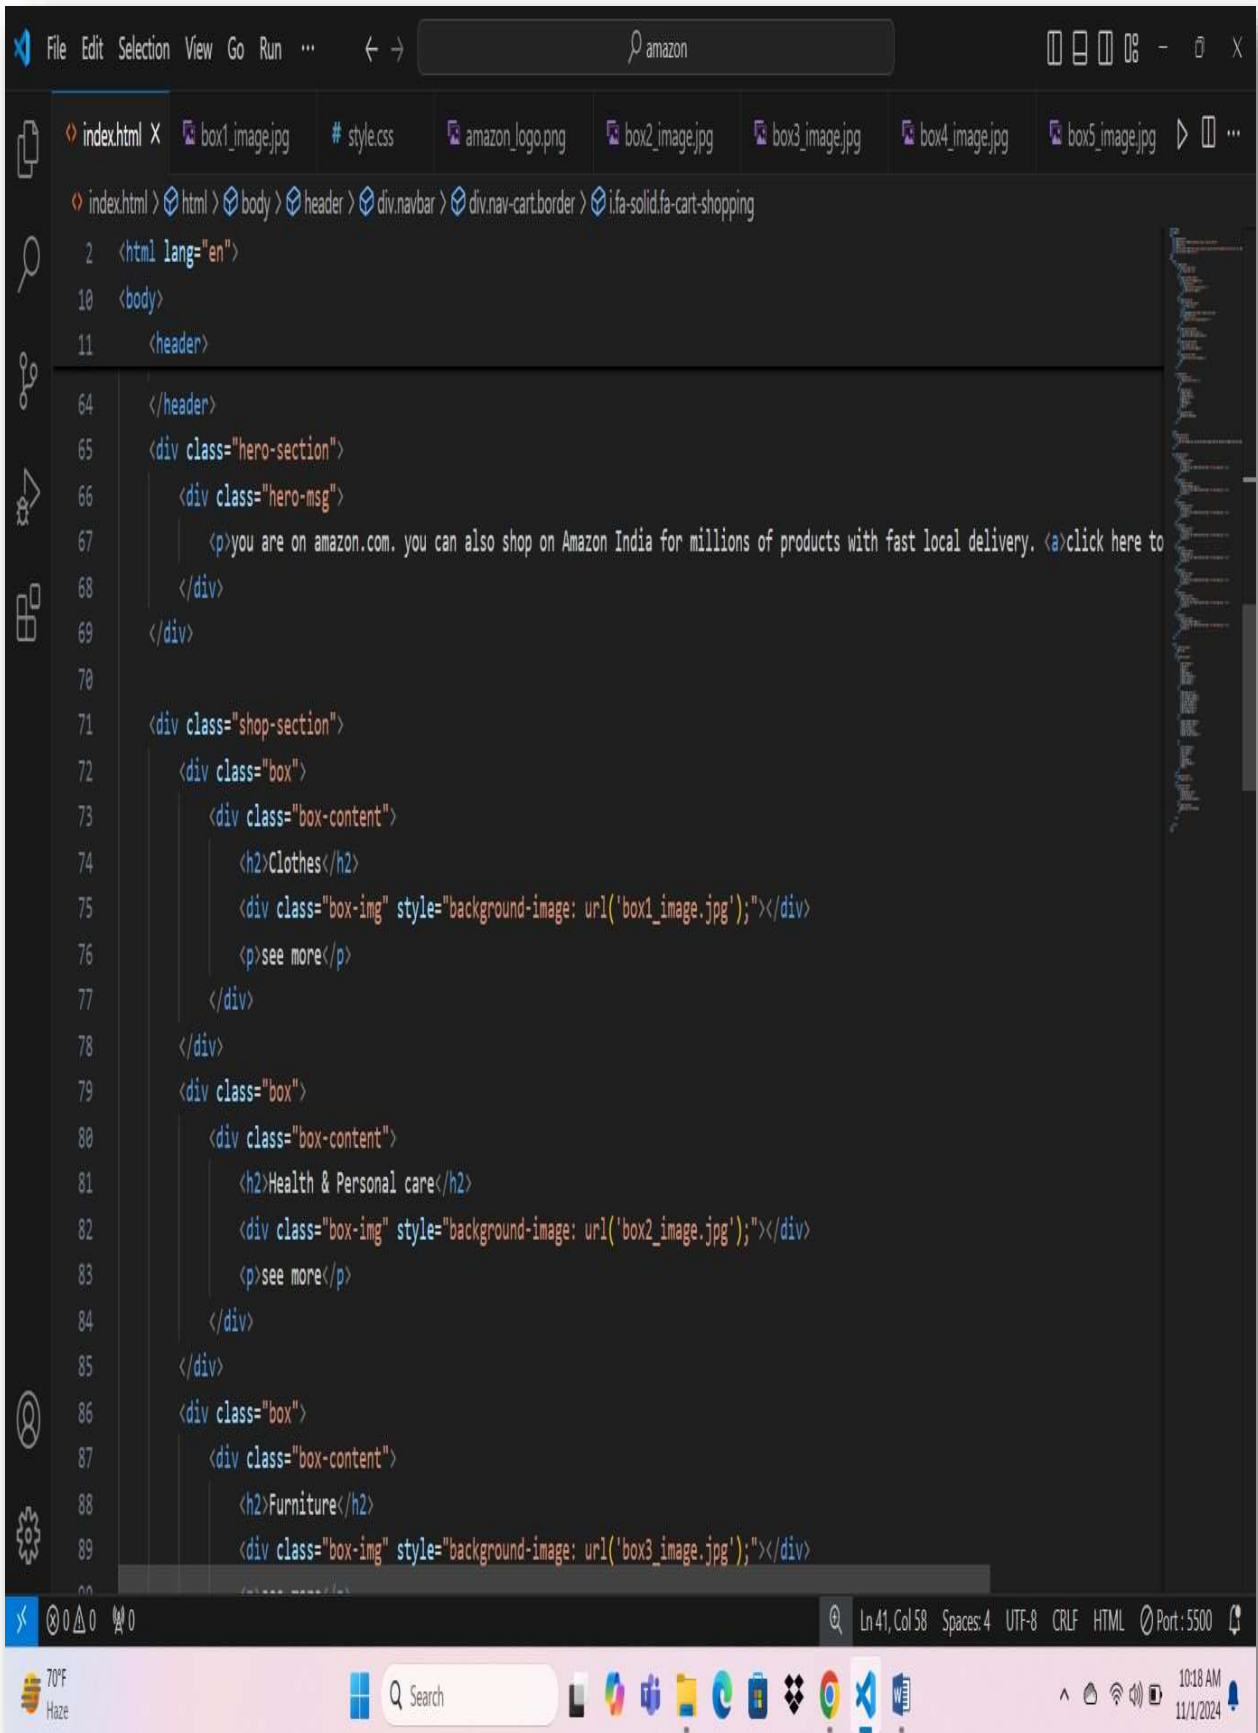 File Edit Selection View Go Run ··· ← → amazon
index.html × box1_image.jpg # style.css amazon_logo.png box2_image.jpg box3_image.jpg box4_image.jpg box5_image.jpg ···
index.html > html > body > header > div.navbar > div.nav-cart.border > i.fa-solid.fa-cart-shopping
2 <html lang="en">
10 <body>
11 <header>
64 </header>
65 <div class="hero-section">
66 <div class="hero-msg">
67 <p>you are on amazon.com. you can also shop on Amazon India for millions of products with fast local delivery. <a>click here to
68 </div>
69 </div>
70
71 <div class="shop-section">
72 <div class="box">
73 <div class="box-content">
74 <h2>Clothes</h2>
75 <div class="box-img" style="background-image: url('box1_image.jpg');"></div>
76 <p>see more</p>
77 </div>
78 </div>
79 <div class="box">
80 <div class="box-content">
81 <h2>Health & Personal care</h2>
82 <div class="box-img" style="background-image: url('box2_image.jpg');"></div>
83 <p>see more</p>
84 </div>
85 </div>
86 <div class="box">
87 <div class="box-content">
88 <h2>Furniture</h2>
89 <div class="box-img" style="background-image: url('box3_image.jpg');"></div>
0 0 0 Ln 41, Col 58 Spaces: 4 UTF-8 CRLF HTML Port : 5500
70°F
Haze
Search
10:18 AM
11/1/2024